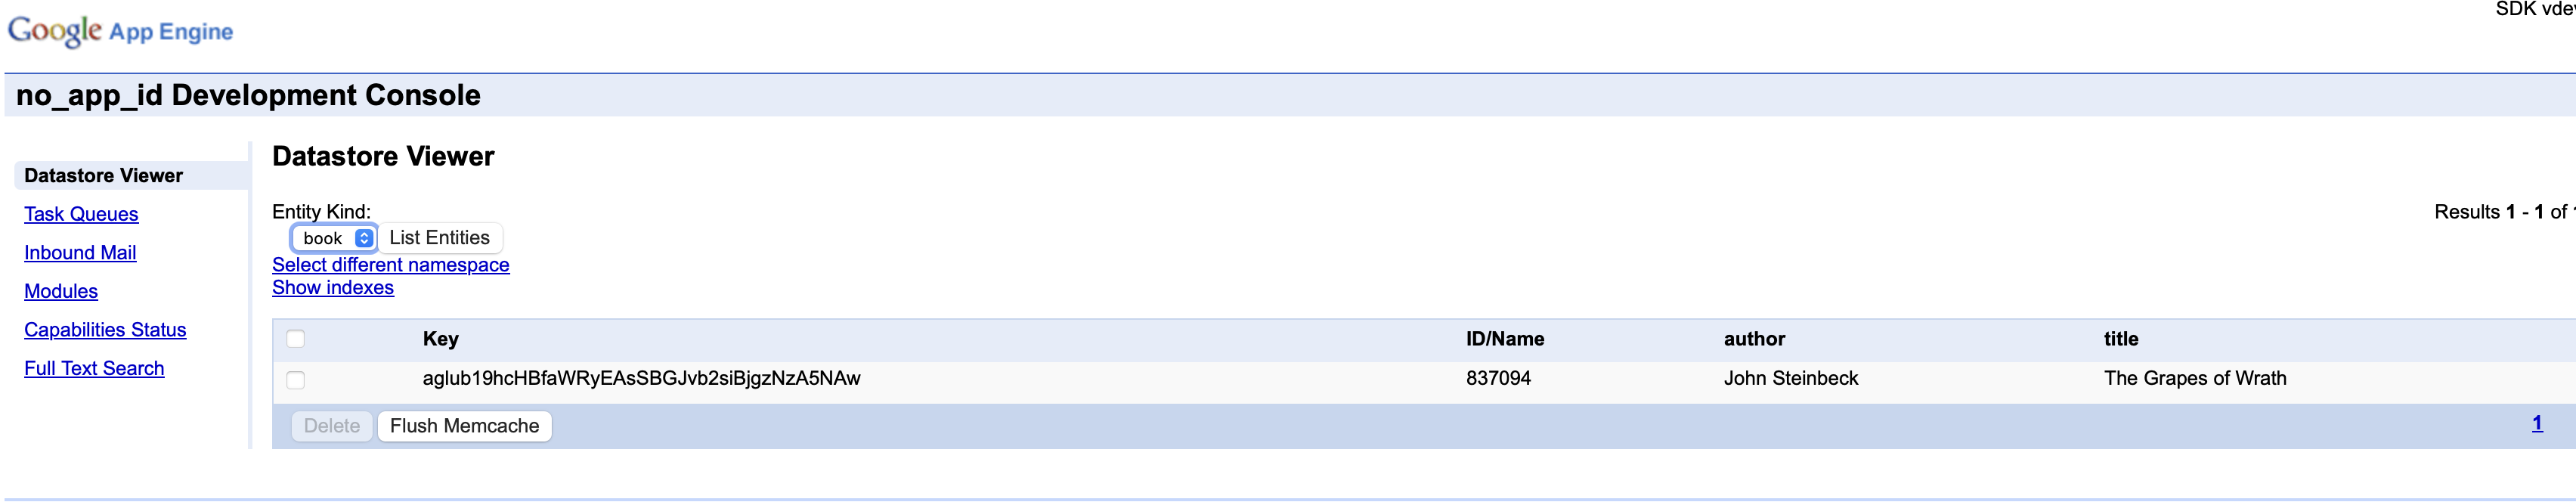 SDK
Google App Engine
no_app_id Development Console
Datastore Viewer
Task Queues
Inbound Mail
Modules
Capabilities Status
Full Text Search
Datastore Viewer
Entity Kind:
Results 1 - 1 of
book List Entities
Select different namespace
Show indexes
Key ID/Name author title
aglub19hcHBfaWRyEAsSBGJvb2siBjgzNzA5NAw 837094 John Steinbeck The Grapes of Wrath
Delete Flush Memcache 1